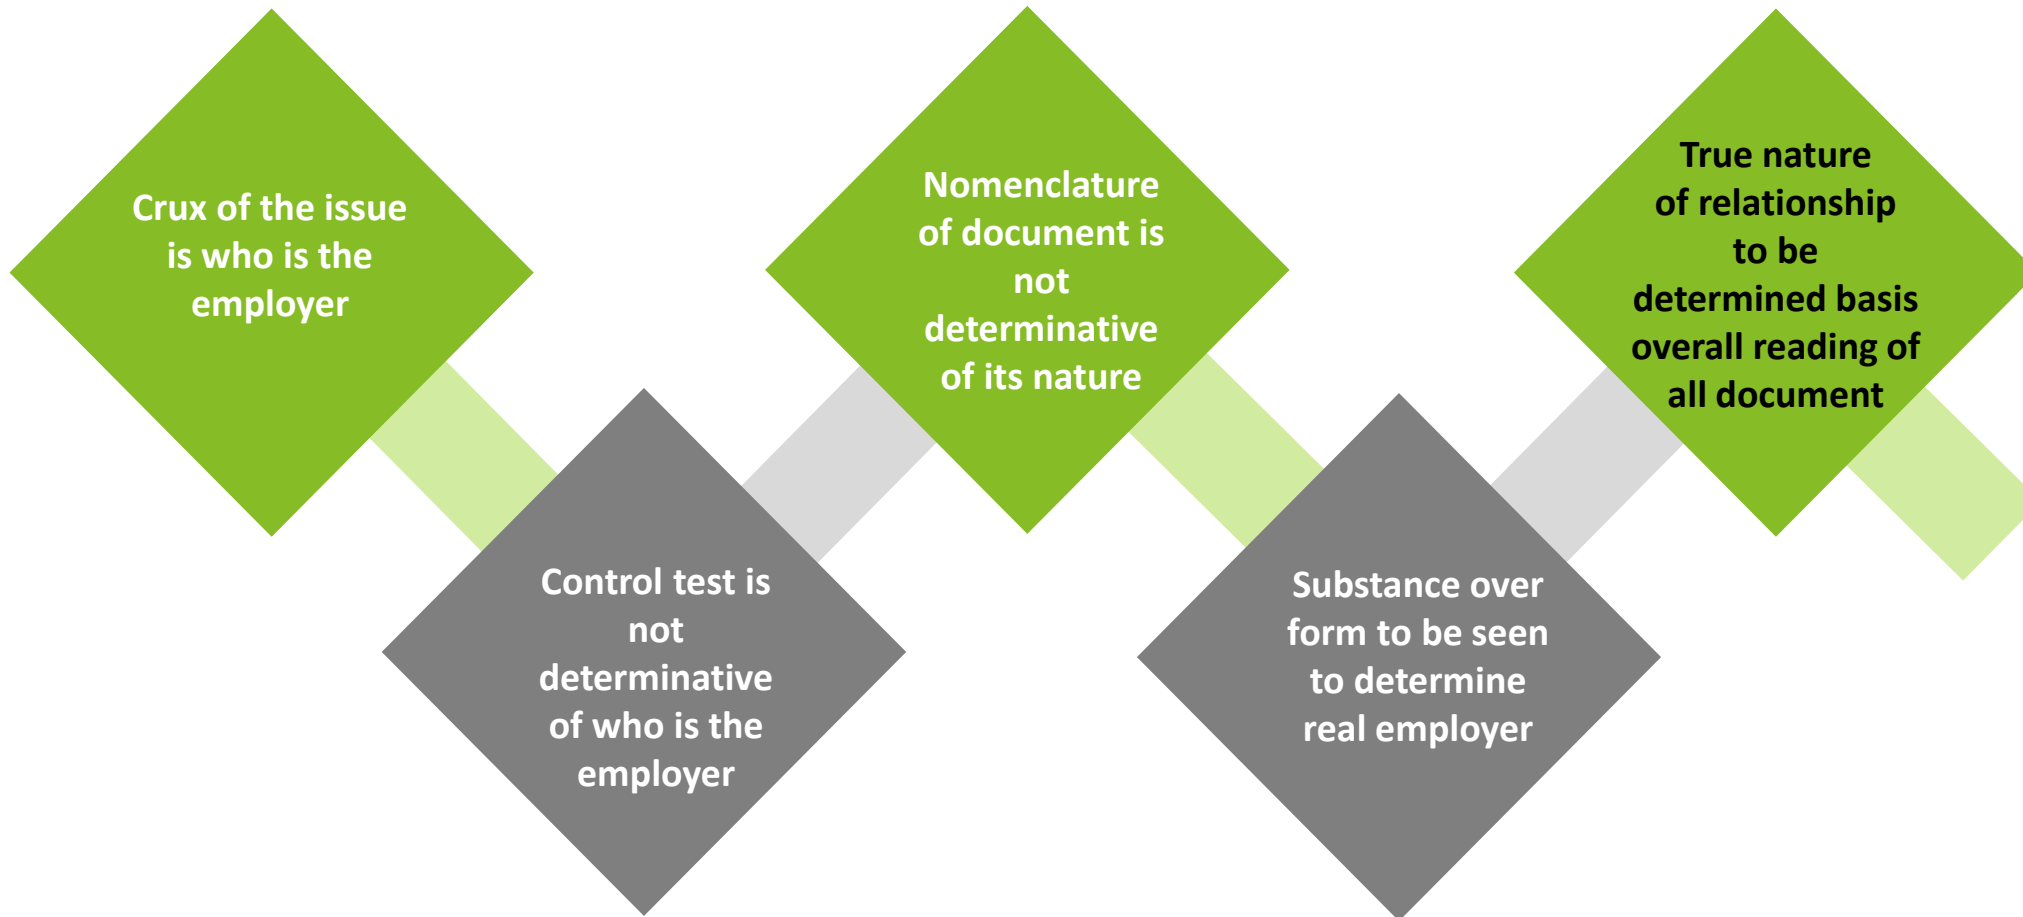 Crux of the issue
is who is the
employer
Control test is
not
determinative
of who is the
employer
Nomenclature
of document is
not
determinative
of its nature
Substance over
form to be seen
to determine
real employer
True nature
of relationship
to be
determined basis
overall reading of
all document